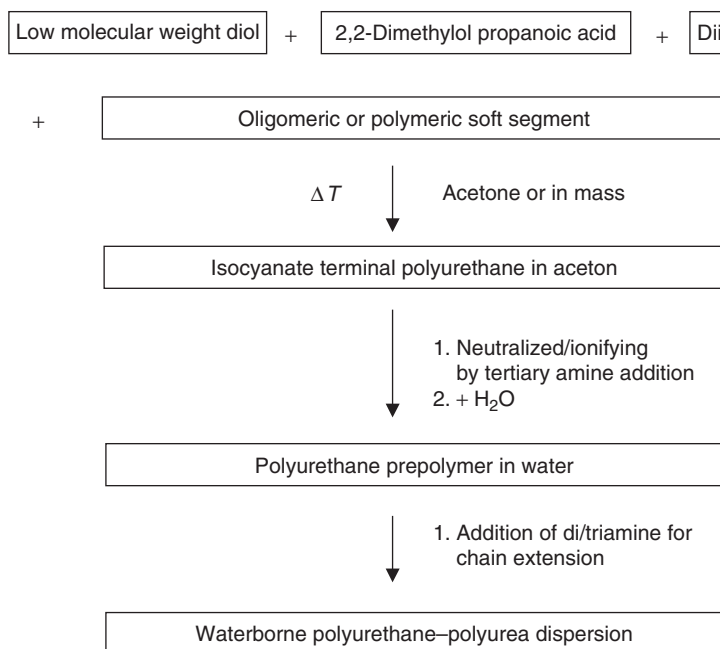 Low molecular weight diol + 2,2-Dimethylol propanoic acid +
+ Oligomeric or polymeric soft segment
ΔT Acetone or in mass
Isocyanate terminal polyurethane in aceton
1. Neutralized/ionifying
by tertiary amine addition
2. + H₂O
Polyurethane prepolymer in water
1. Addition of di/triamine for
chain extension
Waterborne polyurethane–polyurea dispersion